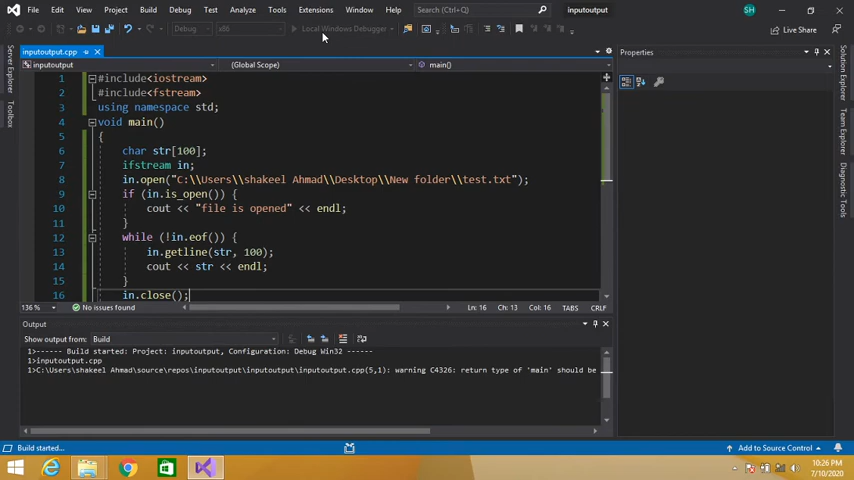 File Edit View Project Build Debug Test Analyze Tools Extensions Window Help Search (Ctrl+Q) inputoutput SH
Debug x86 Local Windows Debugger Live Share
inputoutput.cpp
inputoutput (Global Scope) main()
1 #include<iostream>
2 #include<fstream>
3 using namespace std;
4 void main()
5 {
6 char str[100];
7 ifstream in;
8 in.open("C:\\Users\\shakeel Ahmad\\Desktop\\New folder\\test.txt");
9 if (in.is_open()) {
10 cout << "file is opened" << endl;
11 }
12 while (!in.eof()) {
13 in.getline(str, 100);
14 cout << str << endl;
15 }
16 in.close();
136 % No issues found Ln: 16 Ch: 13 Col: 16 TABS CRLF
Output
Show output from: Build
1>------ Build started: Project: inputoutput, Configuration: Debug Win32 ------
1>inputoutput.cpp
1>C:\Users\shakeel Ahmad\source\repos\inputoutput\inputoutput\inputoutput.cpp(5,1): warning C4326: return type of 'main' should be
Properties
Server Explorer
Toolbox
Solution Explorer
Team Explorer
Diagnostic Tools
Build started... Add to Source Control
10:26 PM
7/10/2020